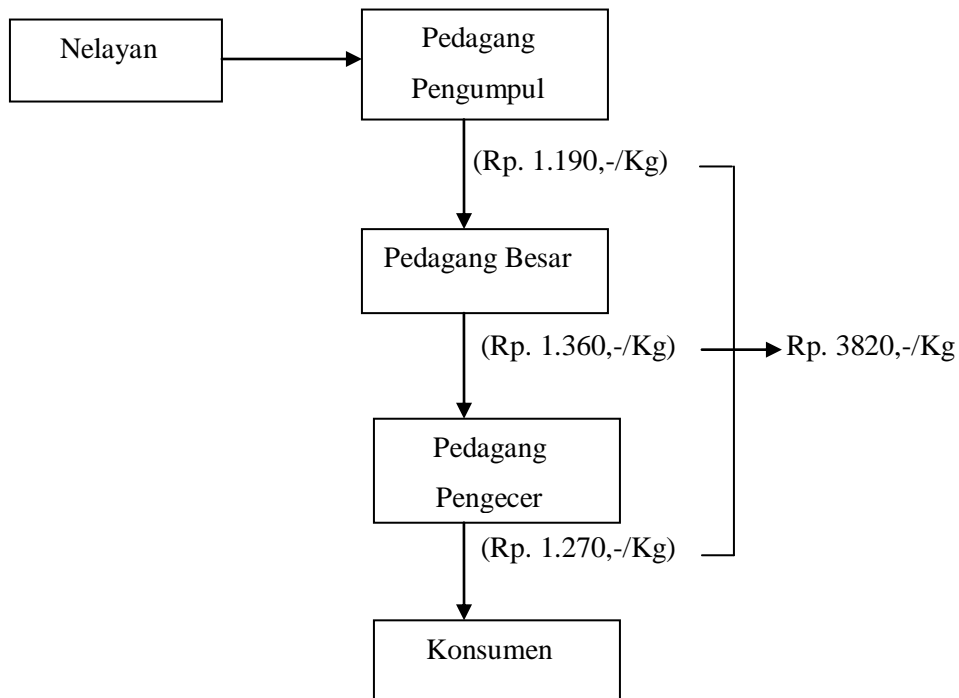 Nelayan
Pedagang
Pengumpul
(Rp. 1.190,-/Kg)
Pedagang Besar
(Rp. 1.360,-/Kg)
Rp. 3820,-/Kg
Pedagang
Pengecer
(Rp. 1.270,-/Kg)
Konsumen